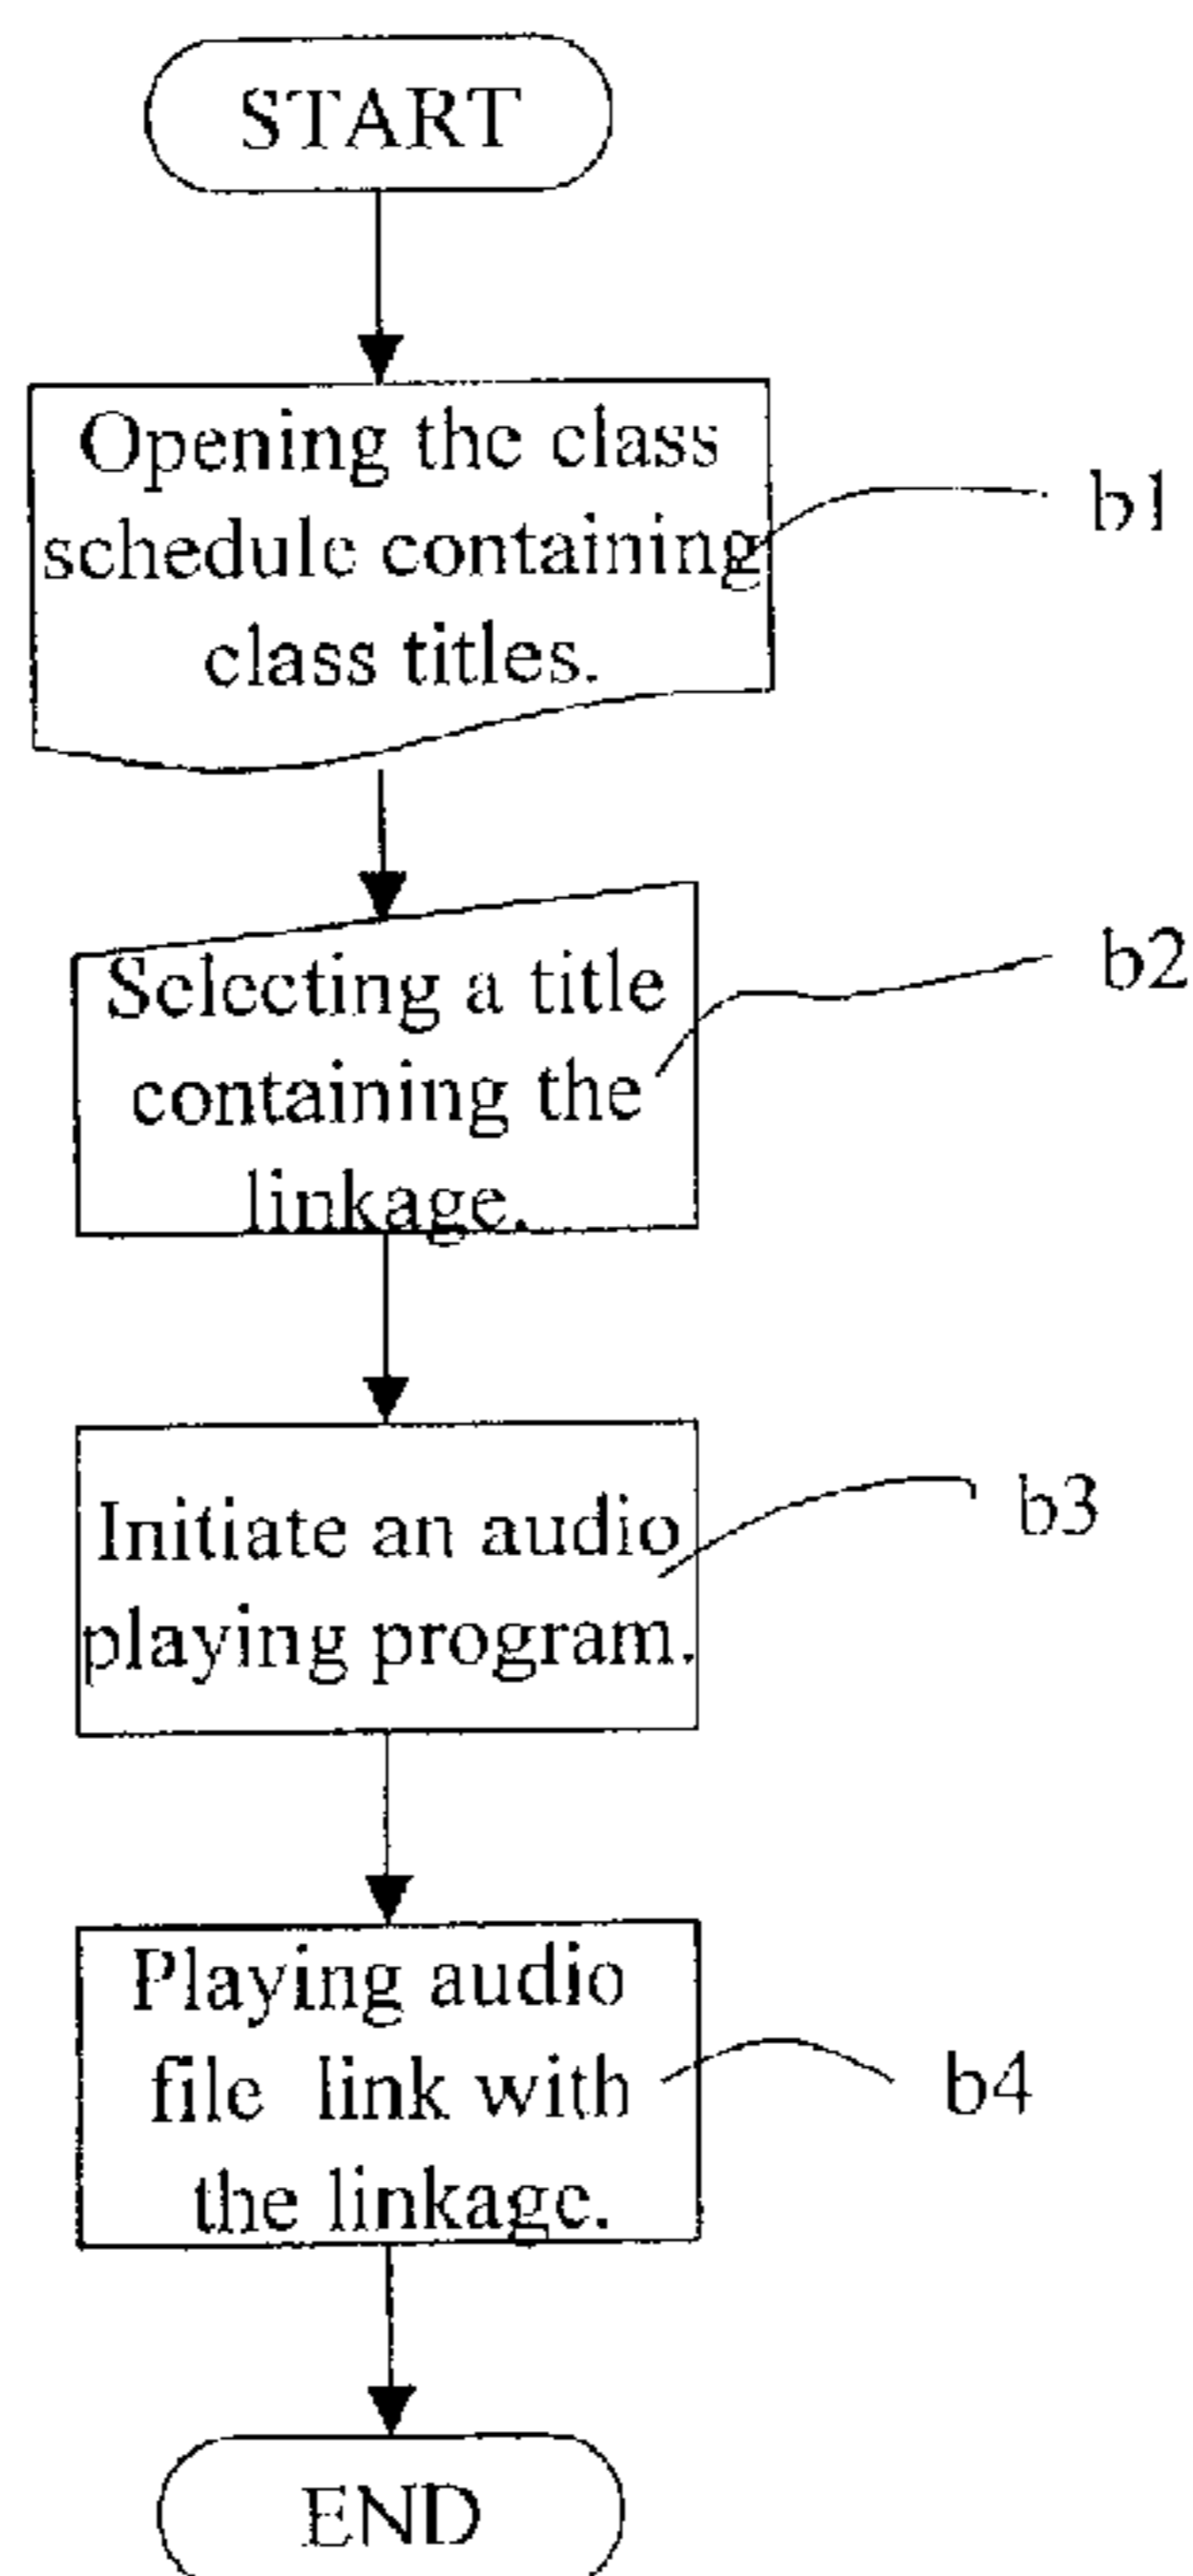 START
Opening the class
schedule containing
class titles.
b1
Selecting a title
containing the
linkage.
b2
Initiate an audio
playing program.
b3
Playing audio
file link with
the linkage.
b4
END